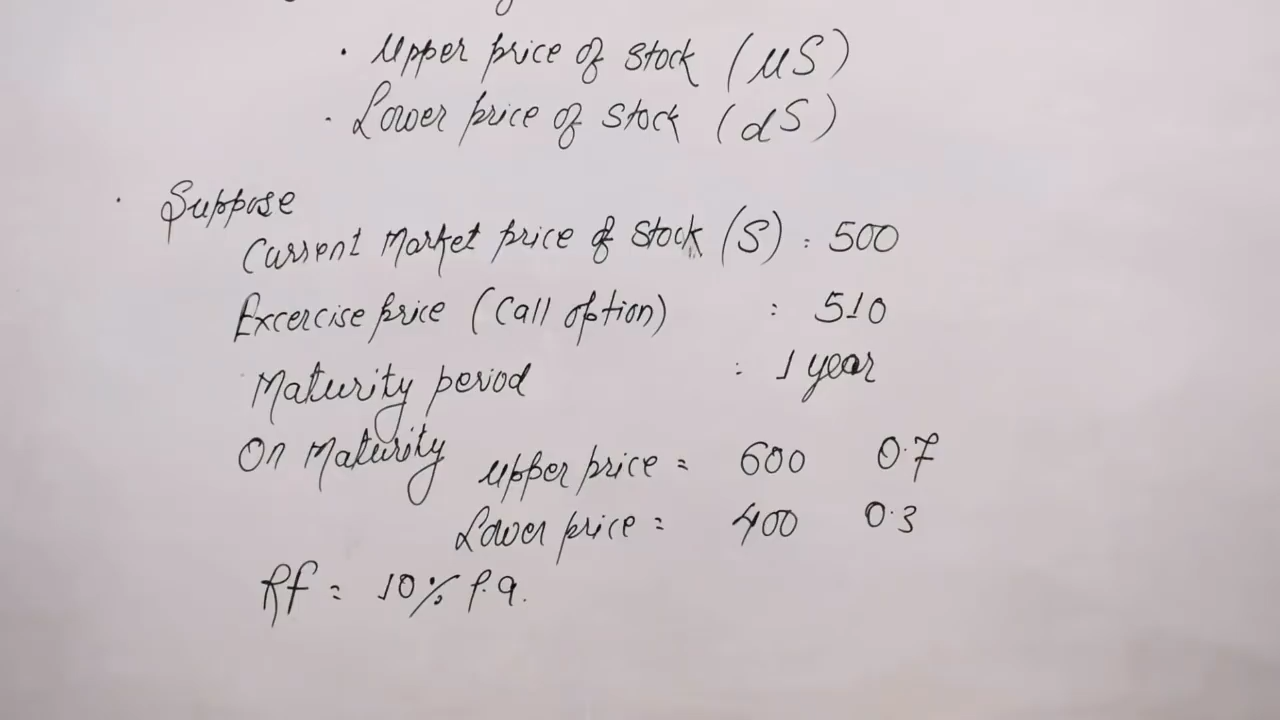 · Upper price of stock (uS)
· Lower price of stock (dS)
· Suppose
Current Market price of stock (S) : 500
Excercise price (Call option) : 510
Maturity period : 1 year
On Maturity upper price = 600 0.7
Lower price = 400 0.3
Rf = 10% P.a.